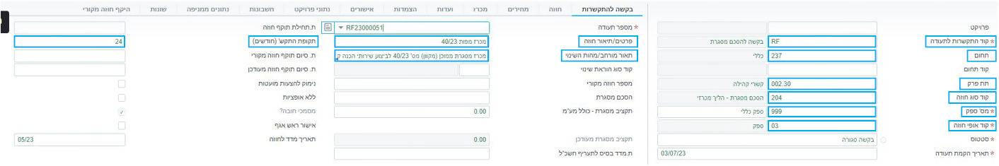 בקשה להתקשרות חוזה מחירים מכרז ועדות הצמדות אישורים נתוני פרויקט חשבונות נתונים ממניפה שונות היקף חוזה מקורי
פרויקט
* קוד התקשרות לתעודה RF בקשה להסכם מסגרת
תחום 237 כללי
קוד תחום
תת פרק 002.30 קשרי קהילה
קוד סוג חוזה 204 הסכם מסגרת - הליך מכרזי
* מס' ספק 999 ספק כללי
* קוד אופי חוזה 03 ספק
* סטטוס בקשה סגורה
* תאריך הקמת תעודה 03/07/23
* מספר תעודה RF23000051
פרטים/תיאור חוזה מכרז מפות 40/23
תאור מורחב/מהות השינוי מכרז מסגרת ממוכן (מקוון) מס' 40/23 לביצוע שירותי הכנה ק
קוד סוג הוראת שינוי
מספר חוזה מקורי
הסכם מסגרת
תקציב מסגרת - כולל מע"מ 0.00
תקציב מסגרת מעודכן 0.00
ת.מדד בסיס לתעריף חשכ"ל
ת.תחילת תוקף חוזה
תקופת התקש' (חודשים) 24
ת. סיום תוקף חוזה מקורי
ת. סיום תוקף חוזה מעודכן
נימוק להצעות מועטות
ללא אופציות
מסמכי חובה?
אישור ראש אגף
תאריך מדד לחוזה 05/23